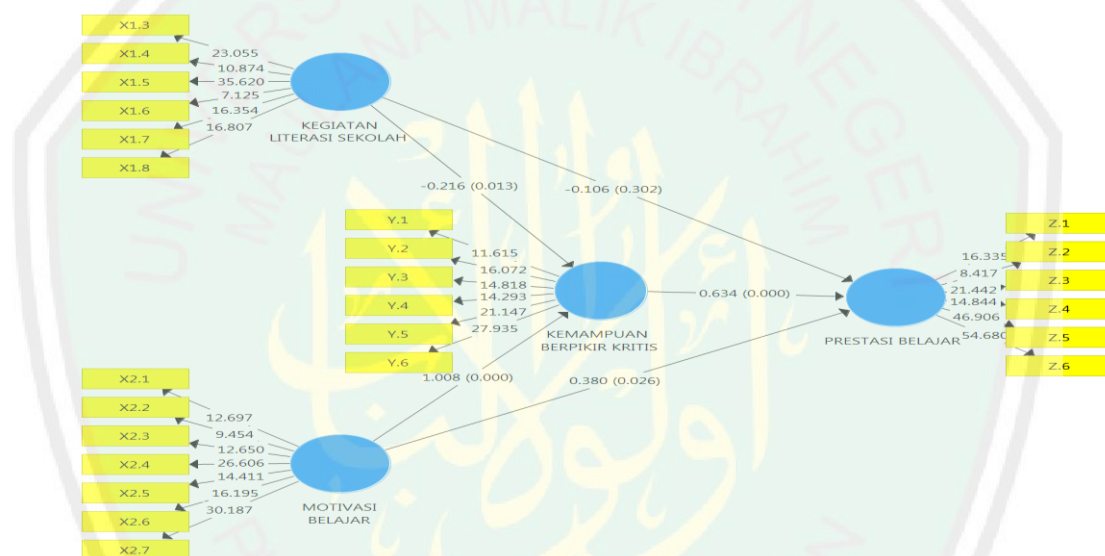 X1.3
X1.4
X1.5
X1.6
X1.7
X1.8
23.055
10.874
35.620
7.125
16.354
16.807
KEGIATAN
LITERASI SEKOLAH
-0.216 (0.013)
-0.106 (0.302)
Y.1
Y.2
Y.3
Y.4
Y.5
Y.6
11.615
16.072
14.818
14.293
21.147
27.935
KEMAMPUAN
BERPIKIR KRITIS
0.634 (0.000)
1.008 (0.000)
0.380 (0.026)
PRESTASI BELAJAR
16.335
8.417
21.442
14.844
46.906
54.680
Z.1
Z.2
Z.3
Z.4
Z.5
Z.6
X2.1
X2.2
X2.3
X2.4
X2.5
X2.6
X2.7
12.697
9.454
12.650
26.606
14.411
16.195
30.187
MOTIVASI
BELAJAR
MALIK IBRAHIM